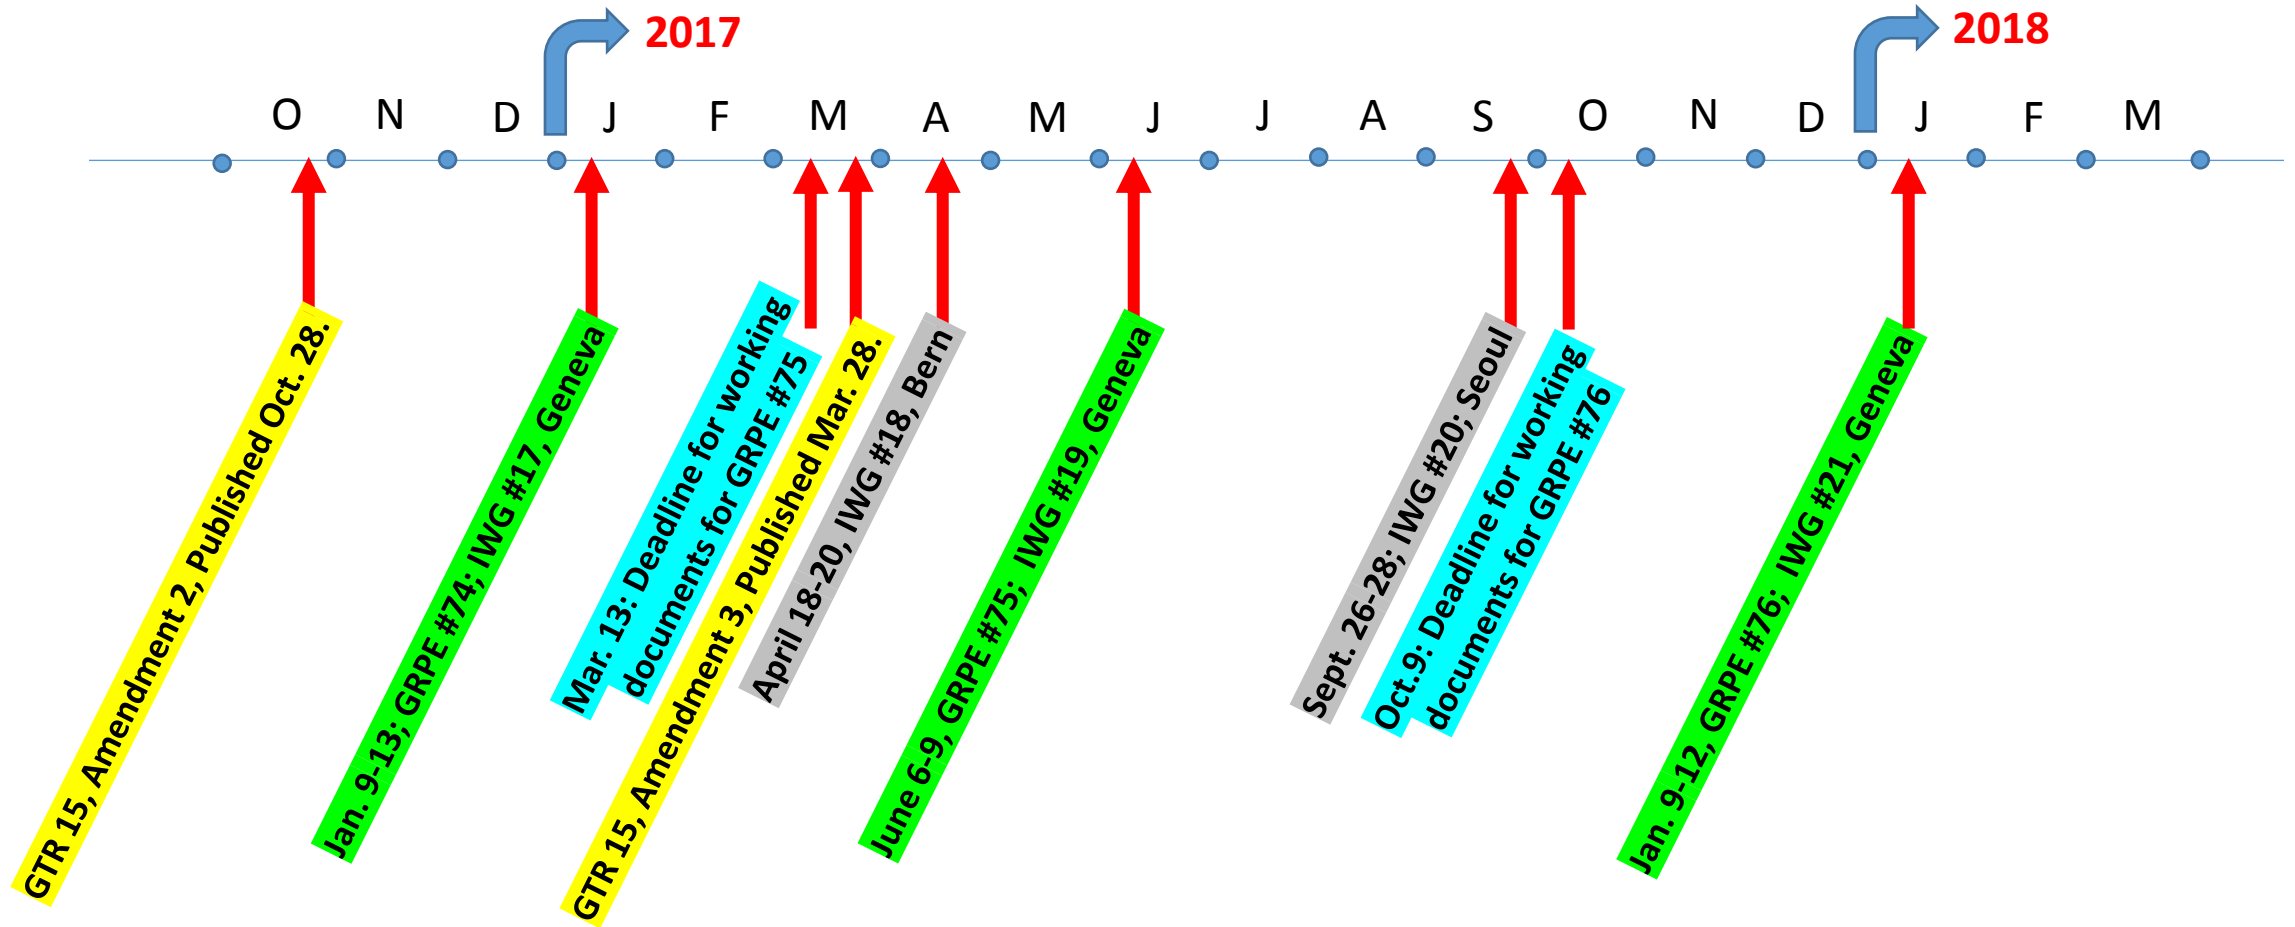 2017
2018
O N D J F M A M J J A S O N D J F M
GTR 15, Amendment 2, Published Oct. 28.
Jan. 9-13; GRPE #74; IWG #17, Geneva
Mar. 13: Deadline for working
documents for GRPE #75
GTR 15, Amendment 3, Published Mar. 28.
April 18-20, IWG #18, Bern
June 6-9, GRPE #75; IWG #19, Geneva
Sept. 26-28; IWG #20; Seoul
Oct.9: Deadline for working
documents for GRPE #76
Jan. 9-12, GRPE #76; IWG #21, Geneva